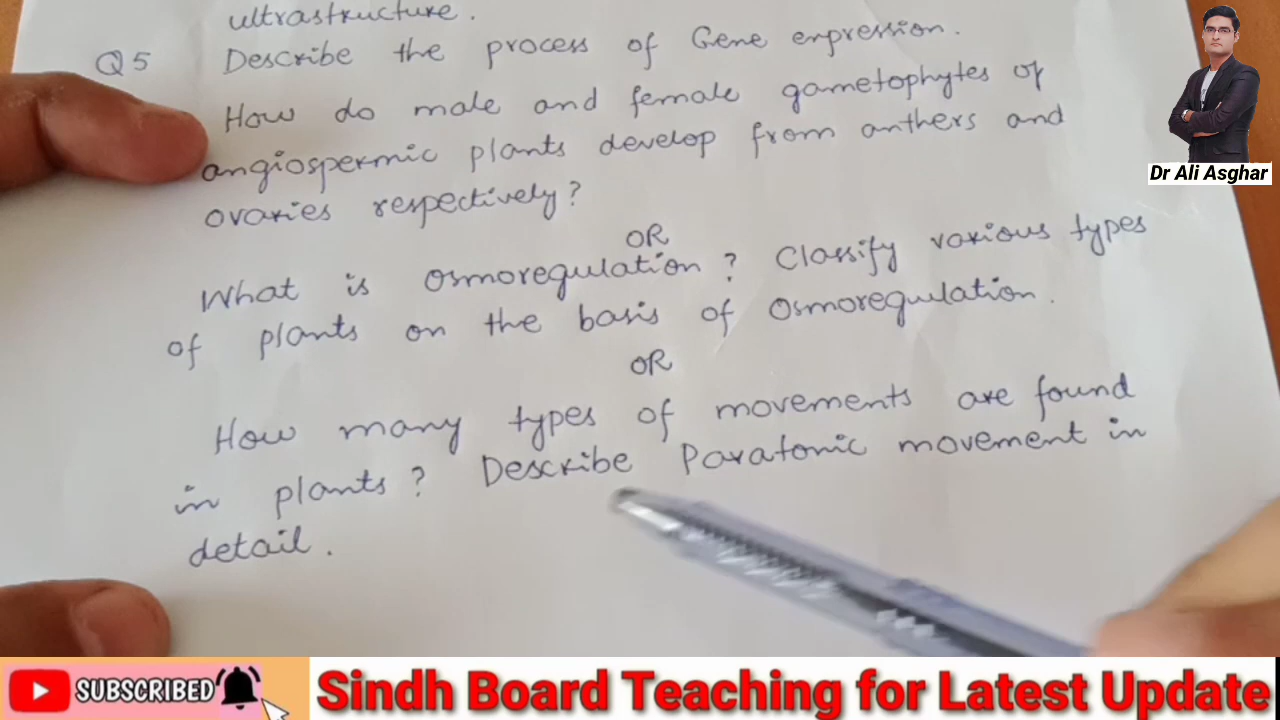 ultrastructure.
Q5 Describe the process of Gene expression.
How do male and female gametophytes of
angiospermic plants develop from anthers and
ovaries respectively?
OR
What is Osmoregulation? Classify various types
of plants on the basis of Osmoregulation.
OR
How many types of movements are found
in plants? Describe Paratonic movement in
detail.
Dr Ali Asghar
SUBSCRIBED
Sindh Board Teaching for Latest Update